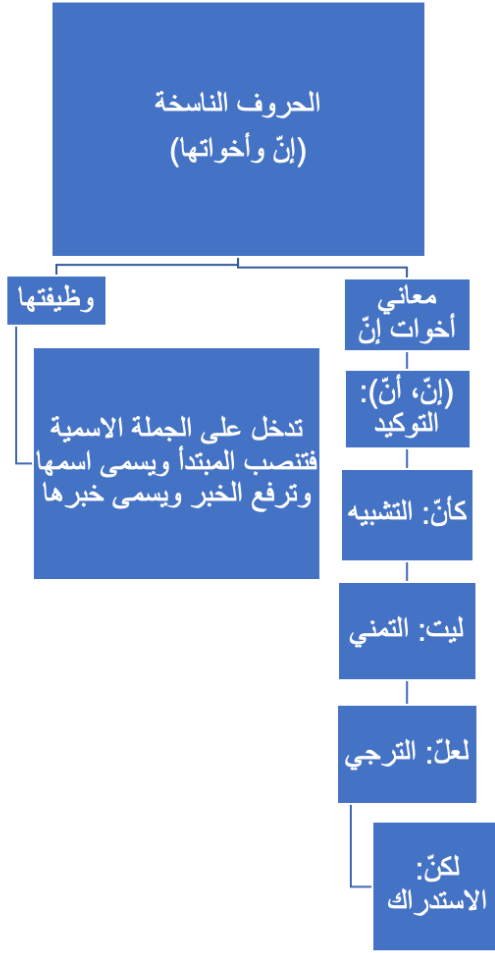 الحروف الناسخة
(إنّ وأخواتها)
معاني
أخوات إنّ
(إنّ، أنّ):
التوكيد
كأنّ: التشبيه
ليت: التمني
لعلّ: الترجي
لكنّ:
الاستدراك
وظيفتها
تدخل على الجملة الاسمية
فتنصب المبتدأ ويسمى اسمها
وترفع الخبر ويسمى خبرها